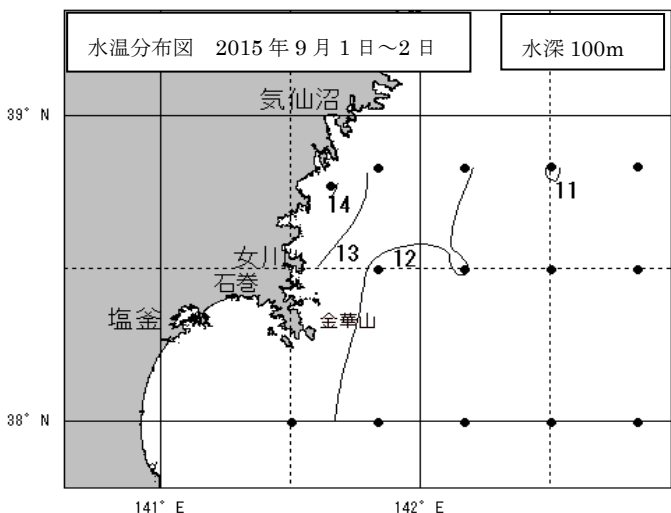 水温分布図 2015年9月1日～2日
水深100m
気仙沼
39°N
14
11
女川
13
12
石巻
塩釜
金華山
38°N
141°E
142°E